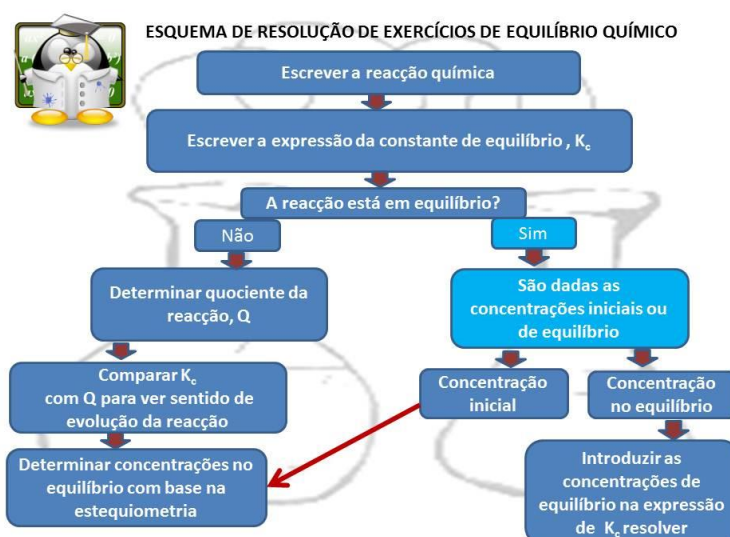 ESQUEMA DE RESOLUÇÃO DE EXERCÍCIOS DE EQUILÍBRIO QUÍMICO
Escrever a reacção química
Escrever a expressão da constante de equilíbrio , Kc
A reacção está em equilíbrio?
Não
Sim
Determinar quociente da
reacção, Q
São dadas as
concentrações iniciais ou
de equilíbrio
Comparar Kc
com Q para ver sentido de
evolução da reacção
Concentração
inicial
Concentração
no equilíbrio
Determinar concentrações no
equilíbrio com base na
estequiometria
Introduzir as
concentrações de
equilíbrio na expressão
de Kc resolver